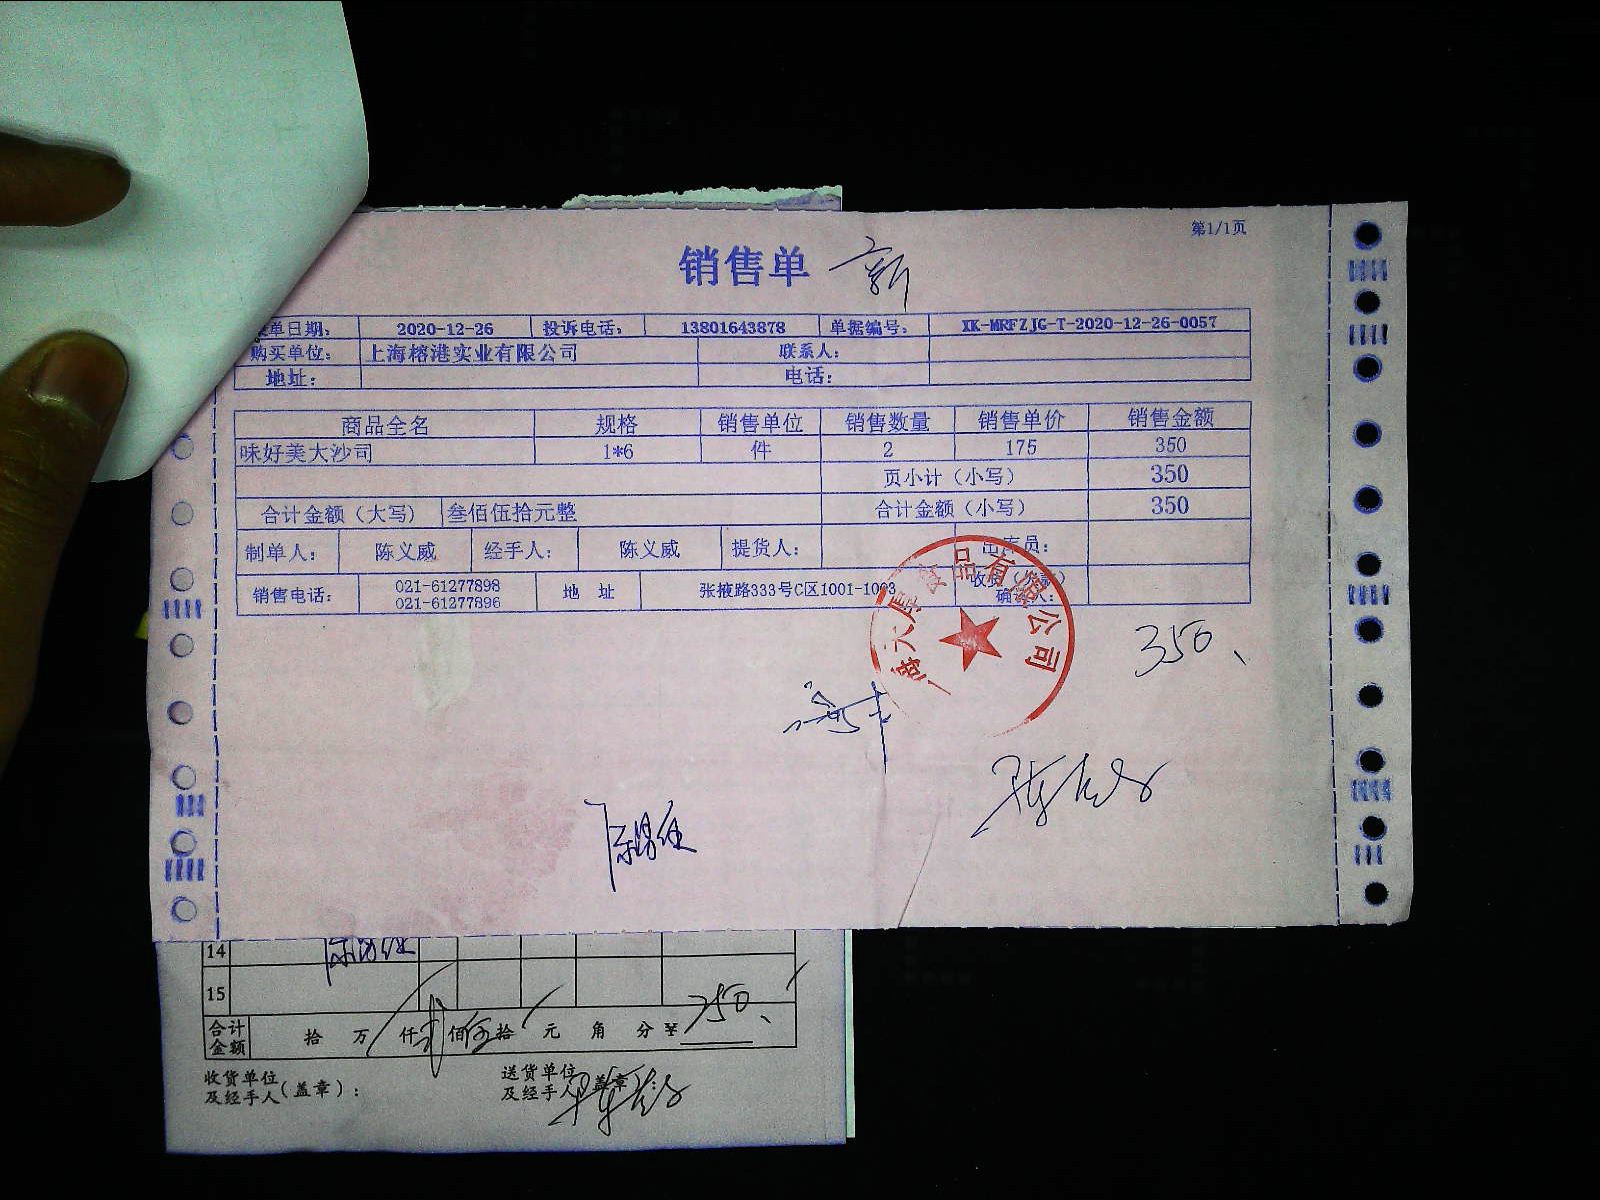 第1/1页
销售单 新
单日期: 2020-12-26 投诉电话: 13801643878 单据编号: XK-MRFZJG-T-2020-12-26-0057
购买单位: 上海榕港实业有限公司 联系人:
地址: 电话:
商品全名 规格 销售单位 销售数量 销售单价 销售金额
味好美大沙司 1*6 件 2 175 350
页小计（小写） 350
合计金额（大写） 叁佰伍拾元整 合计金额（小写） 350
制单人: 陈义威 经手人: 陈义威 提货人: 出库员:
销售电话: 021-61277898 021-61277896 地 址 张掖路333号C区1001-1003
350、
14
15
合计金额 拾 万 仟 佰 拾 元 角 分 ¥ 750、
收货单位及经手人(盖章):
送货单位及经手人(盖章):